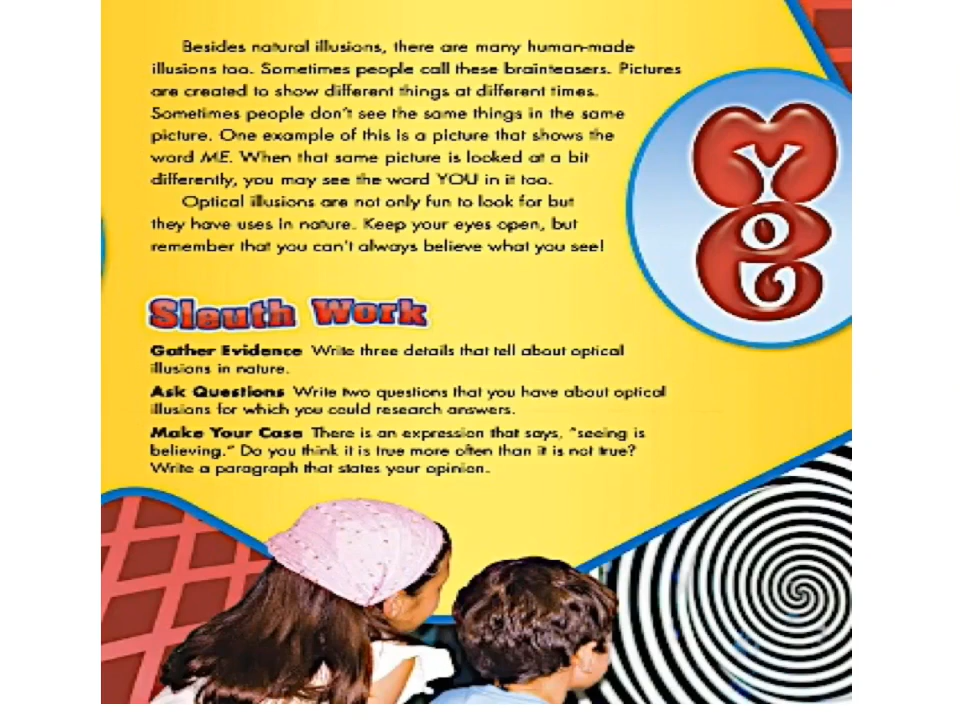 Besides natural illusions, there are many human-made
illusions too. Sometimes people call these brainteasers. Pictures
are created to show different things at different times.
Sometimes people don't see the same things in the same
picture. One example of this is a picture that shows the
word ME. When that same picture is looked at a bit
differently, you may see the word YOU in it too.
Optical illusions are not only fun to look for but
they have uses in nature. Keep your eyes open, but
remember that you can't always believe what you see!
YOU
ME
Sleuth Work
Gather Evidence Write three details that tell about optical
illusions in nature.
Ask Questions Write two questions that you have about optical
illusions for which you could research answers.
Make Your Case There is an expression that says, "seeing is
believing." Do you think it is true more often than it is not true?
Write a paragraph that states your opinion.